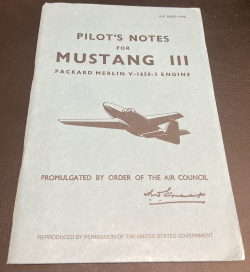 PILOT'S NOTES
FOR
MUSTANG III
PACKARD MERLIN V-1650-3 ENGINE
PROMULGATED BY ORDER OF THE AIR COUNCIL
REPRODUCED BY PERMISSION OF THE UNITED STATES GOVERNMENT